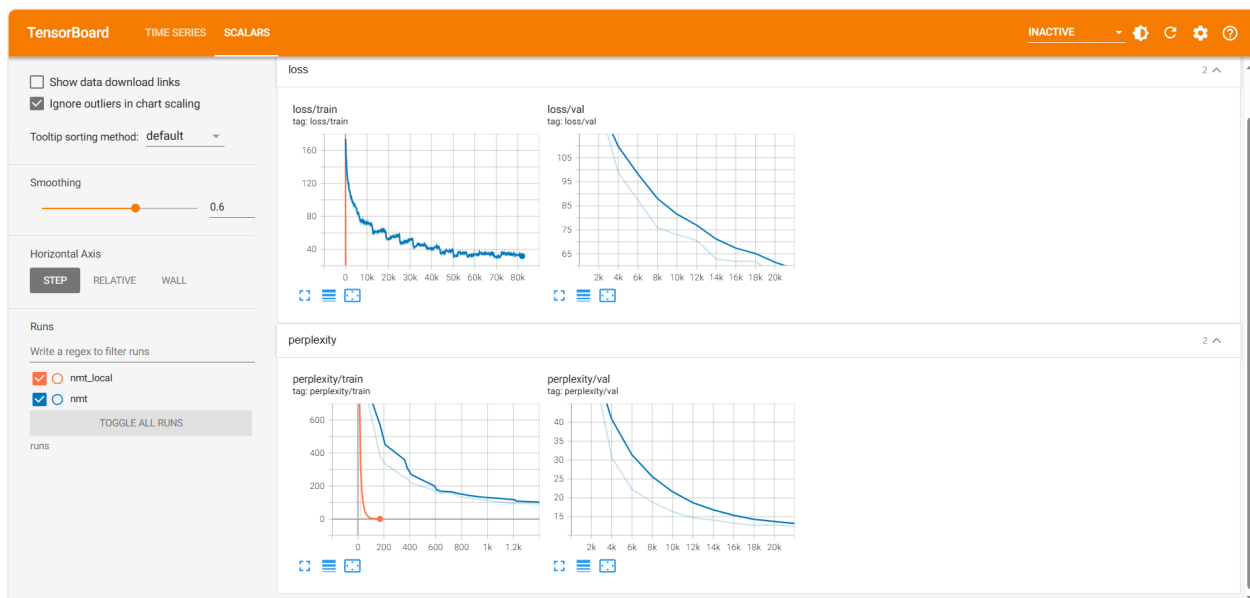 TensorBoard TIME SERIES SCALARS INACTIVE
Show data download links
Ignore outliers in chart scaling
Tooltip sorting method: default
Smoothing
0.6
Horizontal Axis
STEP RELATIVE WALL
Runs
Write a regex to filter runs
nmt_local
nmt
TOGGLE ALL RUNS
runs
loss 2
loss/train
tag: loss/train
160
120
80
40
0 10k 20k 30k 40k 50k 60k 70k 80k
loss/val
tag: loss/val
105
95
85
75
65
2k 4k 6k 8k 10k 12k 14k 16k 18k 20k
perplexity 2
perplexity/train
tag: perplexity/train
600
400
200
0
0 200 400 600 800 1k 1.2k
perplexity/val
tag: perplexity/val
40
35
30
25
20
15
2k 4k 6k 8k 10k 12k 14k 16k 18k 20k